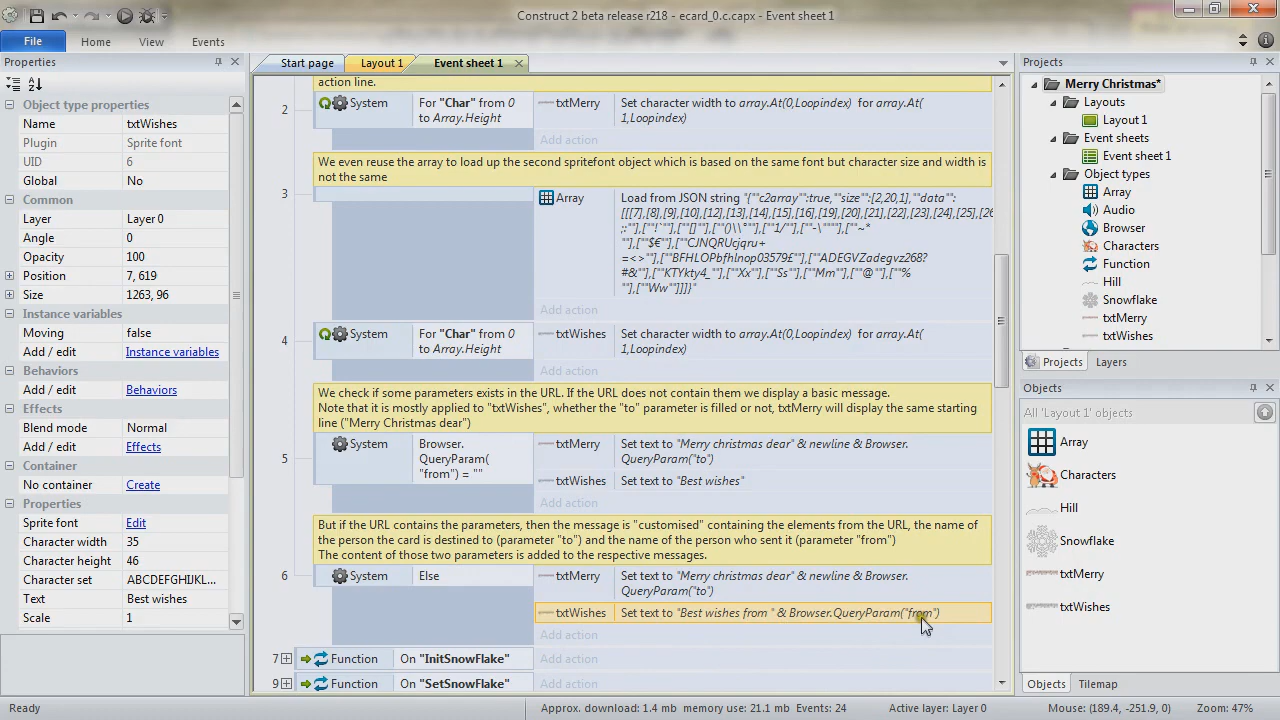 Construct 2 beta release r218 - ecard_0.c.capx - Event sheet 1
File Home View Events
Properties
Object type properties
Name txtWishes
Plugin Sprite font
UID 6
Global No
Common
Layer Layer 0
Angle 0
Opacity 100
Position 7, 619
Size 1263, 96
Instance variables
Moving false
Add / edit Instance variables
Behaviors
Add / edit Behaviors
Effects
Blend mode Normal
Add / edit Effects
Container
No container Create
Properties
Sprite font Edit
Character width 35
Character height 46
Character set ABCDEFGHIJKL...
Text Best wishes
Scale 1
Start page Layout 1 Event sheet 1
action line.
2 System For "Char" from 0
to Array.Height
txtMerry Set character width to array.At(0,Loopindex) for array.At(
1,Loopindex)
Add action
We even reuse the array to load up the second spritefont object which is based on the same font but character size and width is
not the same
3 Array Load from JSON string "{""c2array"":true,""size"":[2,20,1],""data"":
[[[7],[8],[9],[10],[12],[13],[14],[15],[16],[19],[20],[21],[22],[23],[24],[25],[26
Add action
4 System For "Char" from 0
to Array.Height
txtWishes Set character width to array.At(0,Loopindex) for array.At(
1,Loopindex)
Add action
We check if some parameters exists in the URL. If the URL does not contain them we display a basic message.
Note that it is mostly applied to "txtWishes", whether the "to" parameter is filled or not, txtMerry will display the same starting
line ("Merry Christmas dear")
5 System Browser.
QueryParam(
"from") = ""
txtMerry Set text to "Merry christmas dear" & newline & Browser.
QueryParam("to")
txtWishes Set text to "Best wishes"
Add action
But if the URL contains the parameters, then the message is "customised" containing the elements from the URL, the name of
the person the card is destined to (parameter "to") and the name of the person who sent it (parameter "from")
The content of those two parameters is added to the respective messages.
6 System Else
txtMerry Set text to "Merry christmas dear" & newline & Browser.
QueryParam("to")
txtWishes Set text to "Best wishes from " & Browser.QueryParam("from")
Add action
7 Function On "InitSnowFlake" Add action
9 Function On "SetSnowFlake" Add action
Projects
Merry Christmas*
Layouts
Layout 1
Event sheets
Event sheet 1
Object types
Array
Audio
Browser
Characters
Function
Hill
Snowflake
txtMerry
txtWishes
Projects Layers
Objects
All 'Layout 1' objects
Array
Characters
Hill
Snowflake
txtMerry
txtWishes
Objects Tilemap
Ready Approx. download: 1.4 mb memory use: 21.1 mb Events: 24 Active layer: Layer 0 Mouse: (189.4, -251.9, 0) Zoom: 47%